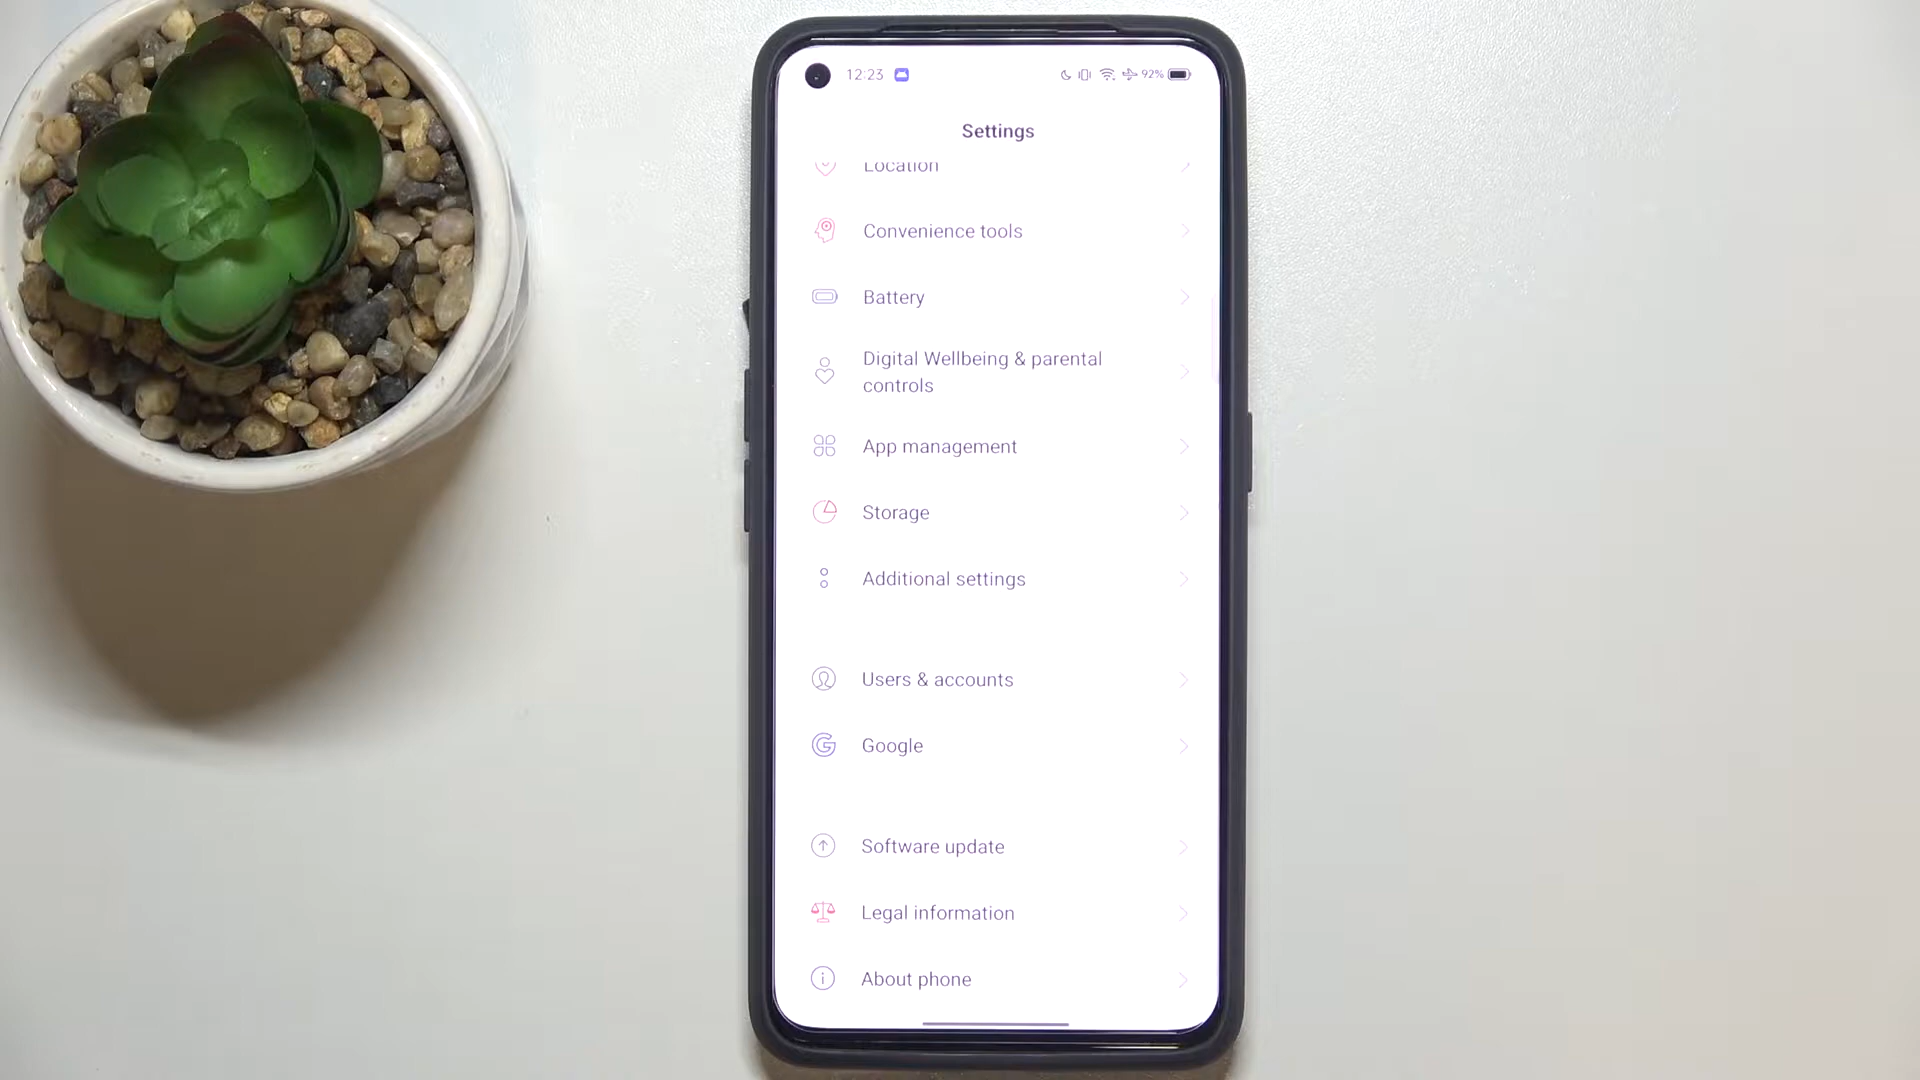 12:23
92%
Settings
Location
Convenience tools
Battery
Digital Wellbeing & parental
controls
App management
Storage
Additional settings
Users & accounts
Google
Software update
Legal information
About phone